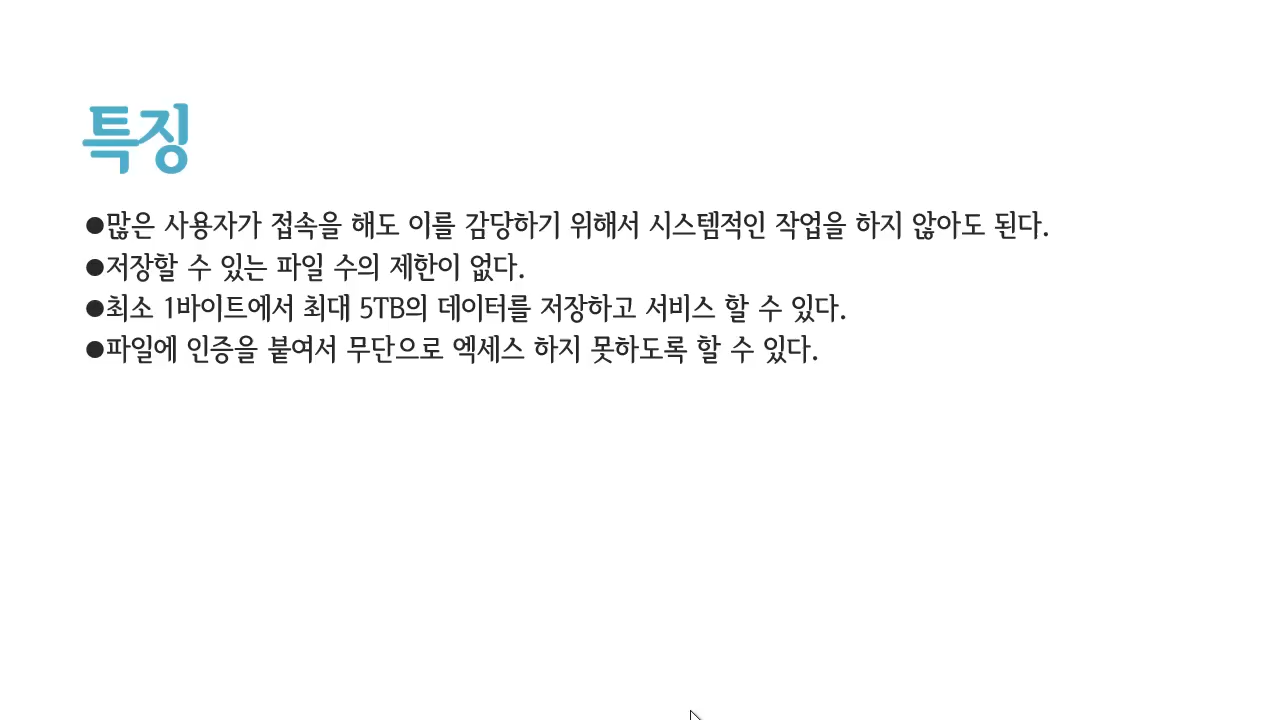 특징
●많은 사용자가 접속을 해도 이를 감당하기 위해서 시스템적인 작업을 하지 않아도 된다.
●저장할 수 있는 파일 수의 제한이 없다.
●최소 1바이트에서 최대 5TB의 데이터를 저장하고 서비스 할 수 있다.
●파일에 인증을 붙여서 무단으로 엑세스 하지 못하도록 할 수 있다.